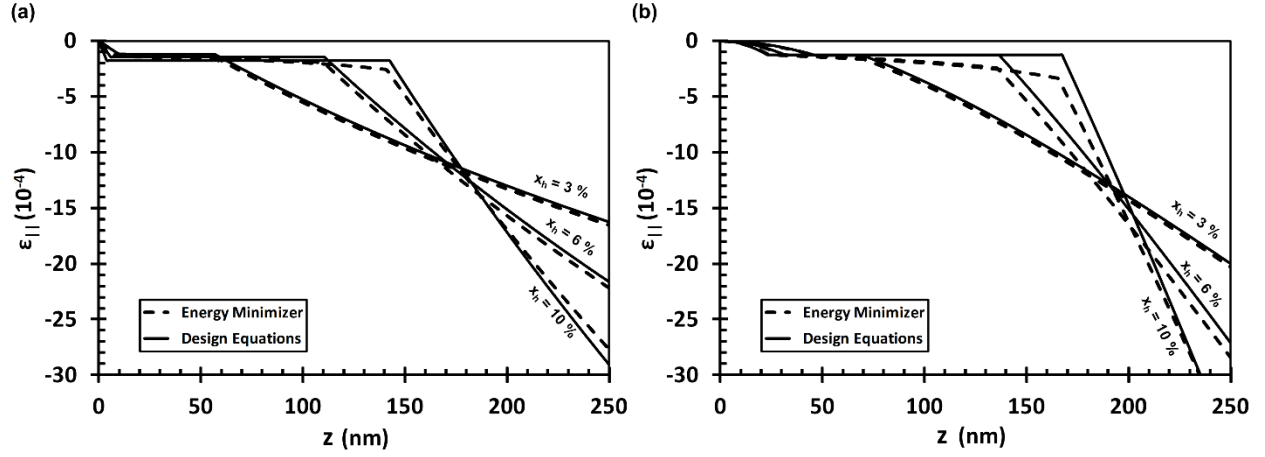 (a)
0
-5
-10
-15
-20
-25
-30
ε|| (10⁻⁴)
x_h = 3 %
x_h = 6 %
x_h = 10 %
Energy Minimizer
Design Equations
0 50 100 150 200 250
z (nm)
(b)
0
-5
-10
-15
-20
-25
-30
ε|| (10⁻⁴)
x_h = 3 %
x_h = 6 %
x_h = 10 %
Energy Minimizer
Design Equations
0 50 100 150 200 250
z (nm)